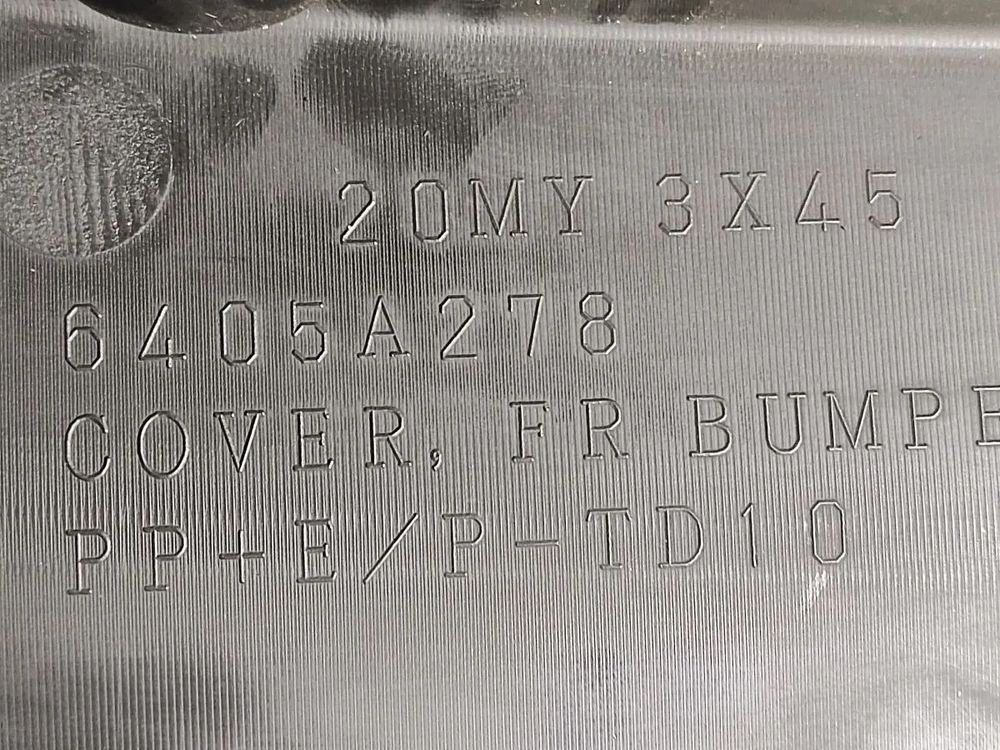 20MY 3X45
6405A278
COVER, FR BUMPE
PP+E/P-TD10